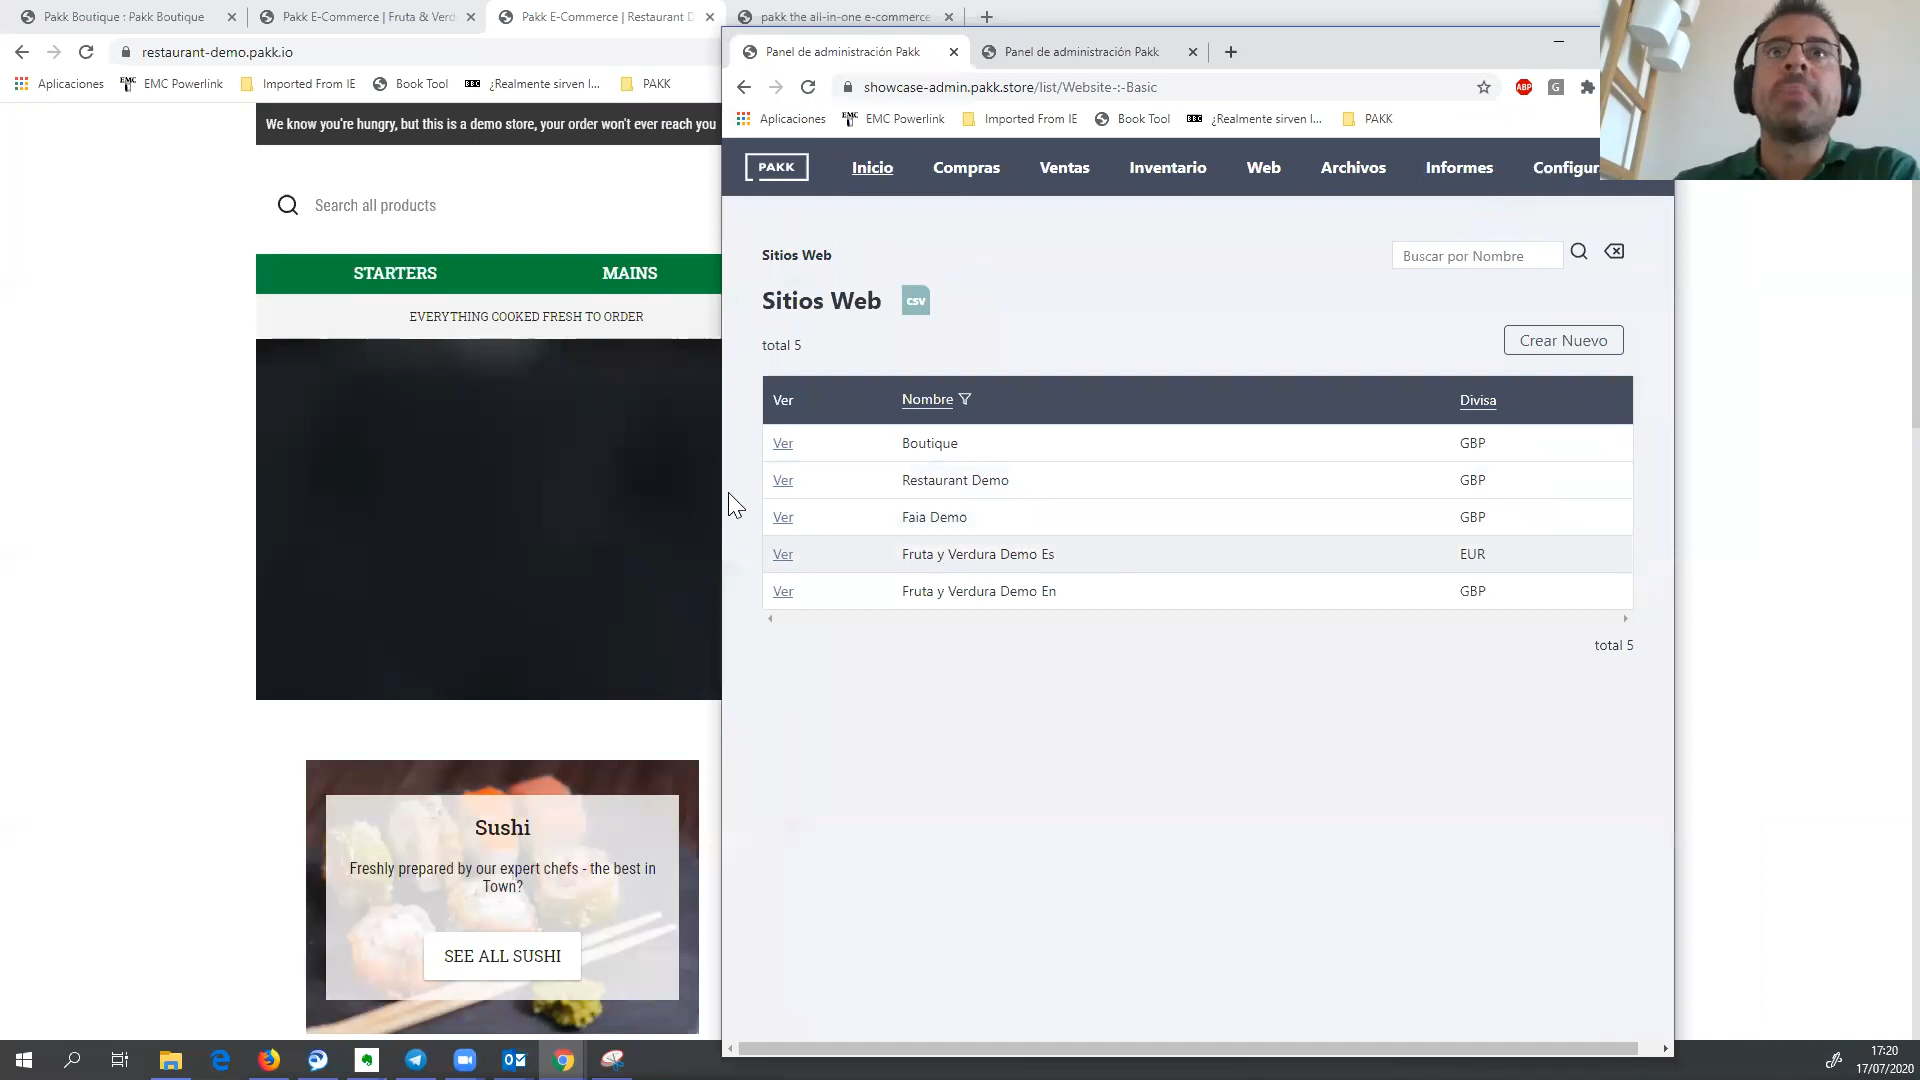 Pakk Boutique : Pakk Boutique
Pakk E-Commerce | Fruta & Verd
Pakk E-Commerce | Restaurant D
pakk the all-in-one e-commerce
restaurant-demo.pakk.io
Aplicaciones
EMC Powerlink
Imported From IE
Book Tool
BBC
¿Realmente sirven l...
PAKK
We know you're hungry, but this is a demo store, your order won't ever reach you
Search all products
STARTERS
MAINS
EVERYTHING COOKED FRESH TO ORDER
Sushi
Freshly prepared by our expert chefs - the best in
Town?
SEE ALL SUSHI
Panel de administración Pakk
Panel de administración Pakk
showcase-admin.pakk.store/list/Website-:-Basic
ABP
G
Aplicaciones
EMC Powerlink
Imported From IE
Book Tool
BBC
¿Realmente sirven l...
PAKK
PAKK
Inicio
Compras
Ventas
Inventario
Web
Archivos
Informes
Configur
Sitios Web
Buscar por Nombre
Sitios Web
CSV
total 5
Crear Nuevo
Ver Nombre Divisa
Ver Boutique GBP
Ver Restaurant Demo GBP
Ver Faia Demo GBP
Ver Fruta y Verdura Demo Es EUR
Ver Fruta y Verdura Demo En GBP
total 5
17:20
17/07/2020